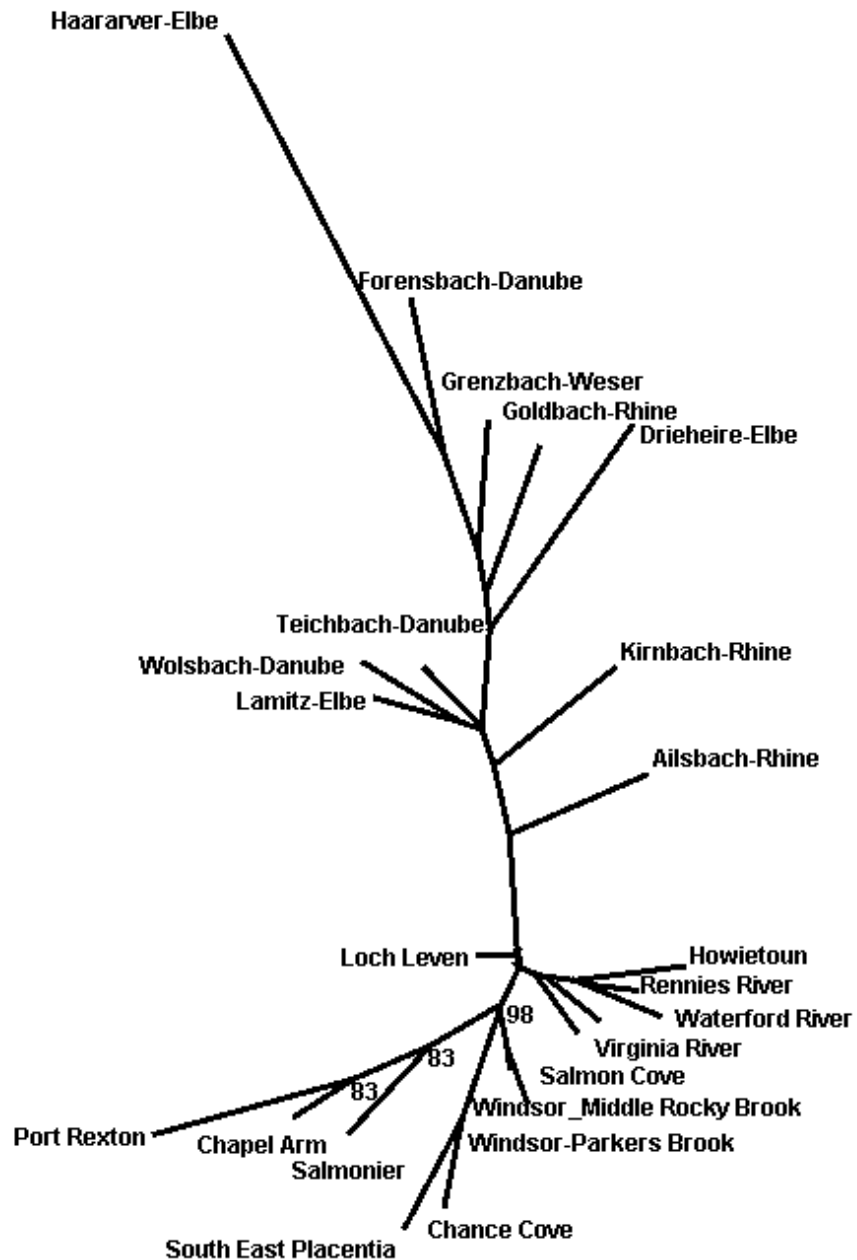 Haararver-Elbe
Forensbach-Danube
Grenzbach-Weser
Goldbach-Rhine
Drieheire-Elbe
Teichbach-Danube
Kirnbach-Rhine
Wolsbach-Danube
Lamitz-Elbe
Ailsbach-Rhine
Loch Leven
Howietoun
Rennies River
98
Waterford River
Virginia River
83
Salmon Cove
83
Windsor_Middle Rocky Brook
Port Rexton
Chapel Arm
Windsor-Parkers Brook
Salmonier
Chance Cove
South East Placentia